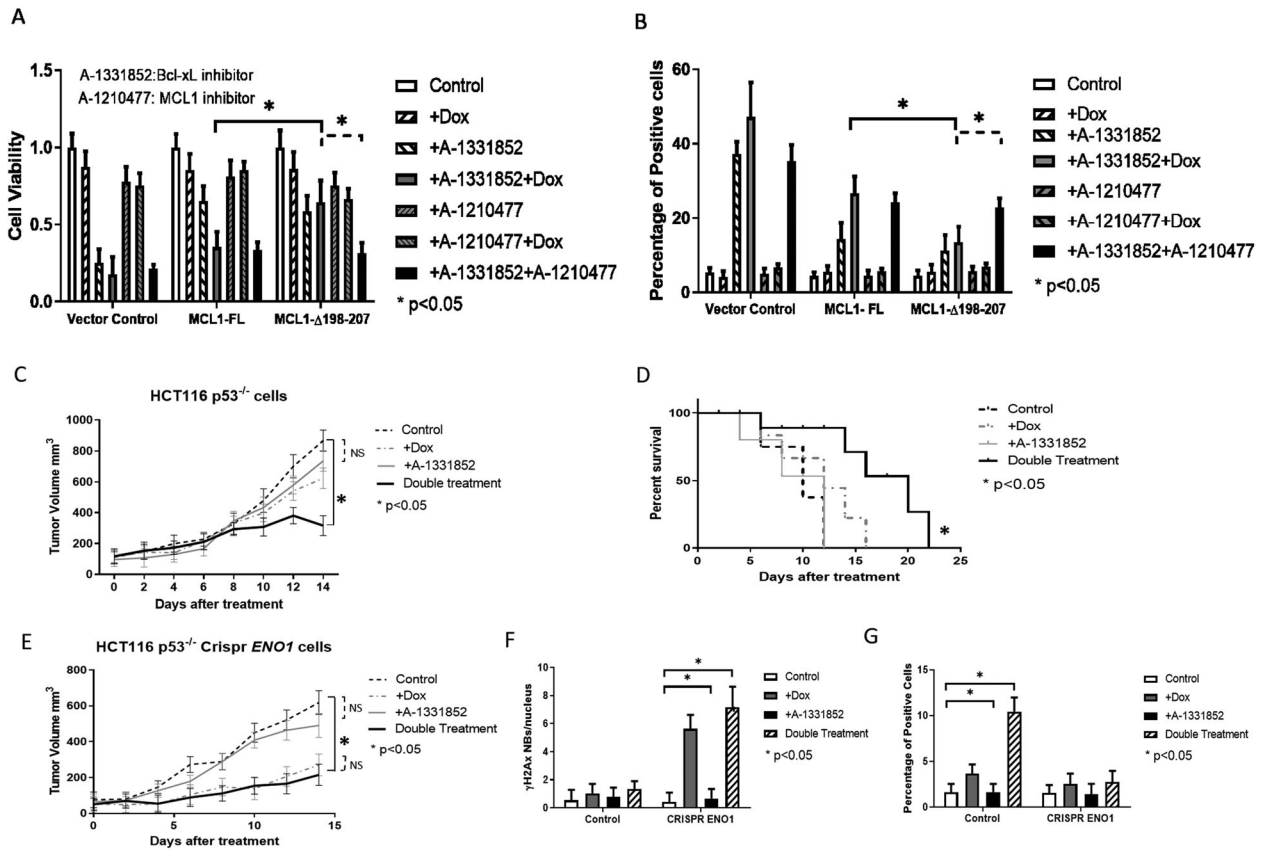 A
A-1331852:Bcl-xL inhibitor
A-1210477: MCL1 inhibitor
Cell Viability
1.5
1.0
0.5
0.0
Vector Control
MCL1-FL
MCL1-Δ198-207
*
*
Control
+Dox
+A-1331852
+A-1331852+Dox
+A-1210477
+A-1210477+Dox
+A-1331852+A-1210477
* p<0.05
B
Percentage of Positive cells
60
40
20
0
Vector Control
MCL1- FL
MCL1-Δ198-207
*
*
Control
+Dox
+A-1331852
+A-1331852+Dox
+A-1210477
+A-1210477+Dox
+A-1331852+A-1210477
* p<0.05
C
HCT116 p53-/- cells
Tumor Volume mm3
1000
800
600
400
200
0
0 2 4 6 8 10 12 14
Days after treatment
NS
*
Control
+Dox
+A-1331852
Double treatment
* p<0.05
D
Percent survival
100
50
0
0 5 10 15 20 25
Days after treatment
*
Control
+Dox
+A-1331852
Double Treatment
* p<0.05
E
HCT116 p53-/- Crispr ENO1 cells
Tumor Volume mm3
800
600
400
200
0
0 5 10 15
Days after treatment
NS
*
NS
Control
+Dox
+A-1331852
Double Treatment
* p<0.05
F
γH2Ax NBs/nucleus
10
8
6
4
2
0
Control
CRISPR ENO1
*
*
Control
+Dox
+A-1331852
Double Treatment
* p<0.05
G
Percentage of Positive Cells
15
10
5
0
Control
CRISPR ENO1
*
*
Control
+Dox
+A-1331852
Double Treatment
* p<0.05